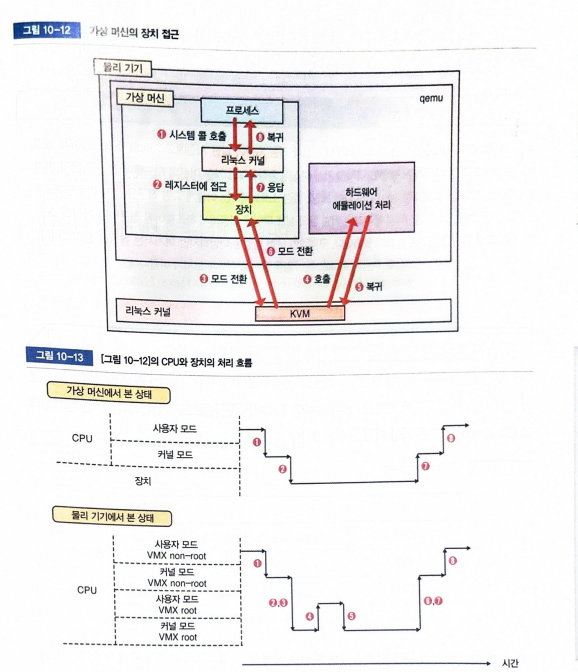 그림 10-12 가상 머신의 장치 접근
물리 기기
가상 머신
qemu
프로세스
❶ 시스템 콜 호출
❽ 복귀
리눅스 커널
❷ 레지스터에 접근
❼ 응답
장치
하드웨어
에뮬레이션 처리
❻ 모드 전환
❸ 모드 전환
❹ 호출
❺ 복귀
리눅스 커널
KVM
그림 10-13 [그림 10-12]의 CPU와 장치의 처리 흐름
가상 머신에서 본 상태
CPU
사용자 모드
커널 모드
장치
❶
❷
❼
❽
물리 기기에서 본 상태
CPU
사용자 모드
VMX non-root
커널 모드
VMX non-root
사용자 모드
VMX root
커널 모드
VMX root
❶
❷,❸
❹
❺
❻,❼
❽
시간